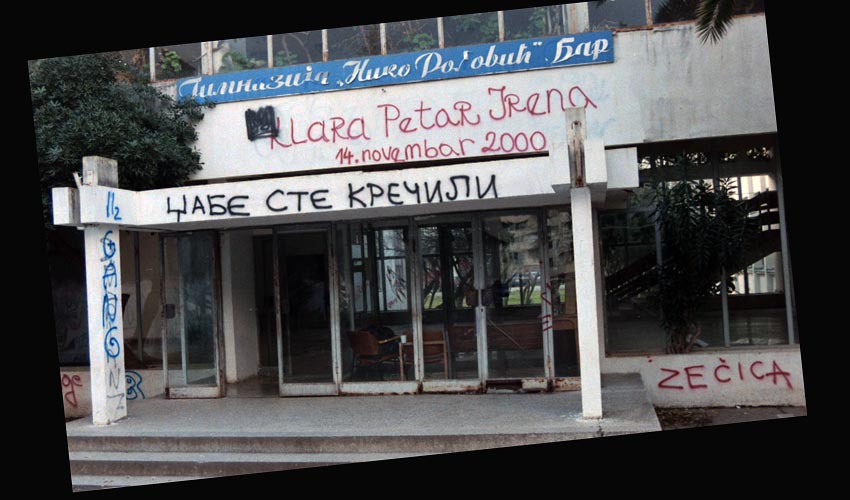 Гимназија „Нико Роловић“ Бар
KLARA PETAR IRENA
14. novembar 2000
ЏАБЕ СТЕ КРЕЧИЛИ
ZEČICA